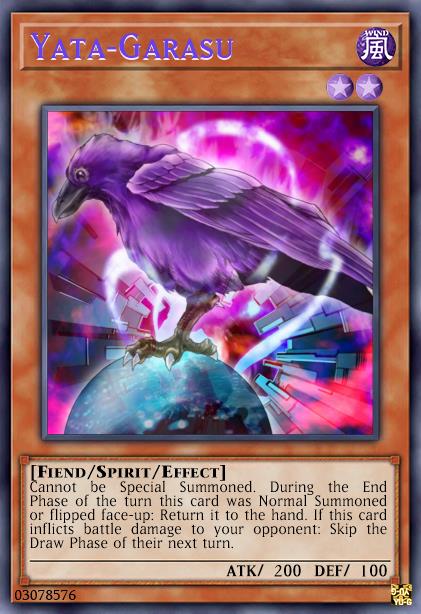 YATA-GARASU
WIND
風
[FIEND/SPIRIT/EFFECT]
Cannot be Special Summoned. During the End
Phase of the turn this card was Normal Summoned
or flipped face-up: Return it to the hand. If this card
inflicts battle damage to your opponent: Skip the
Draw Phase of their next turn.
ATK/ 200 DEF/ 100
03078576